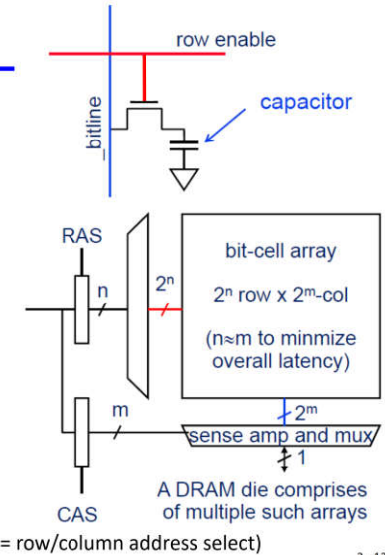 row enable
_bitline
capacitor
RAS
n
2ⁿ
bit-cell array
2ⁿ row x 2ᵐ-col
(n≈m to minmize
overall latency)
m
2ᵐ
sense amp and mux
1
CAS
A DRAM die comprises
of multiple such arrays
= row/column address select)